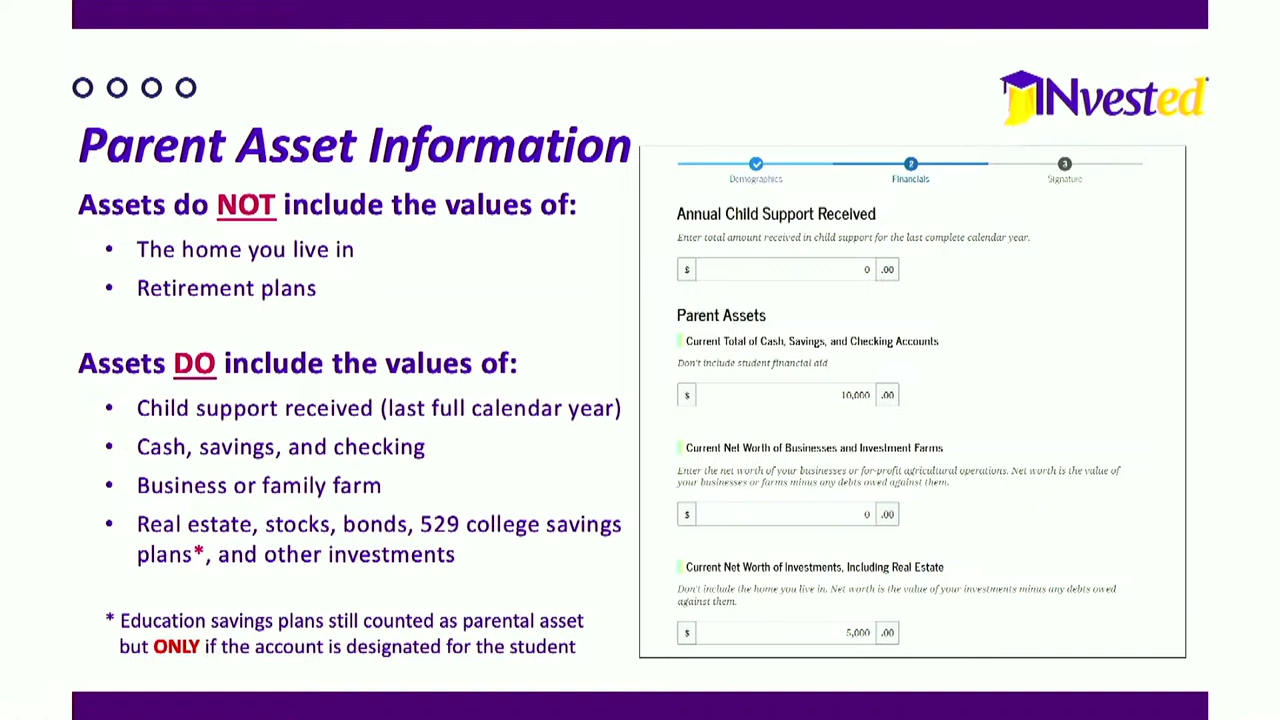 INvested
Parent Asset Information
Assets do NOT include the values of:
• The home you live in
• Retirement plans
Assets DO include the values of:
• Child support received (last full calendar year)
• Cash, savings, and checking
• Business or family farm
• Real estate, stocks, bonds, 529 college savings
plans*, and other investments
* Education savings plans still counted as parental asset
but ONLY if the account is designated for the student
2 3
Demographics Financials Signature
Annual Child Support Received
Enter total amount received in child support for the last complete calendar year.
$ 0 .00
Parent Assets
Current Total of Cash, Savings, and Checking Accounts
Don't include student financial aid
$ 10,000 .00
Current Net Worth of Businesses and Investment Farms
Enter the net worth of your businesses or for-profit agricultural operations. Net worth is the value of
your businesses or farms minus any debts owed against them.
$ 0 .00
Current Net Worth of Investments, Including Real Estate
Don't include the home you live in. Net worth is the value of your investments minus any debts owed
against them.
$ 5,000 .00